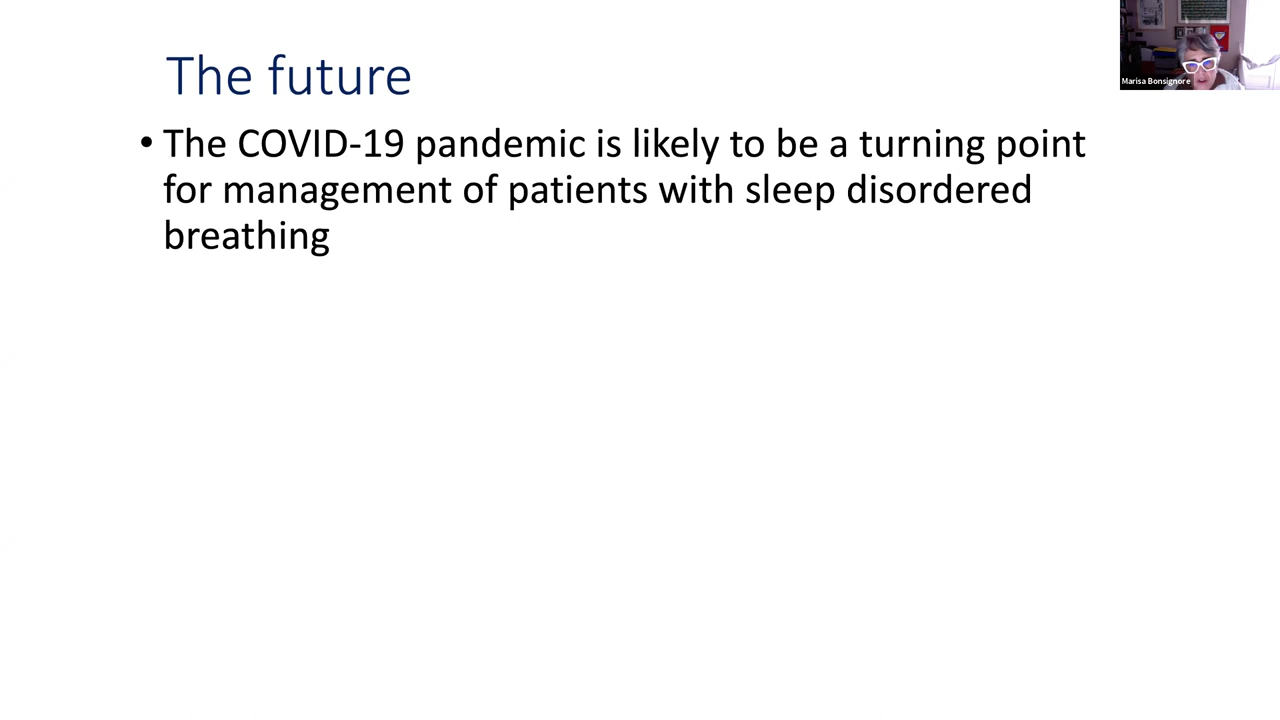 The future
• The COVID-19 pandemic is likely to be a turning point
for management of patients with sleep disordered
breathing
Marisa Bonsignore